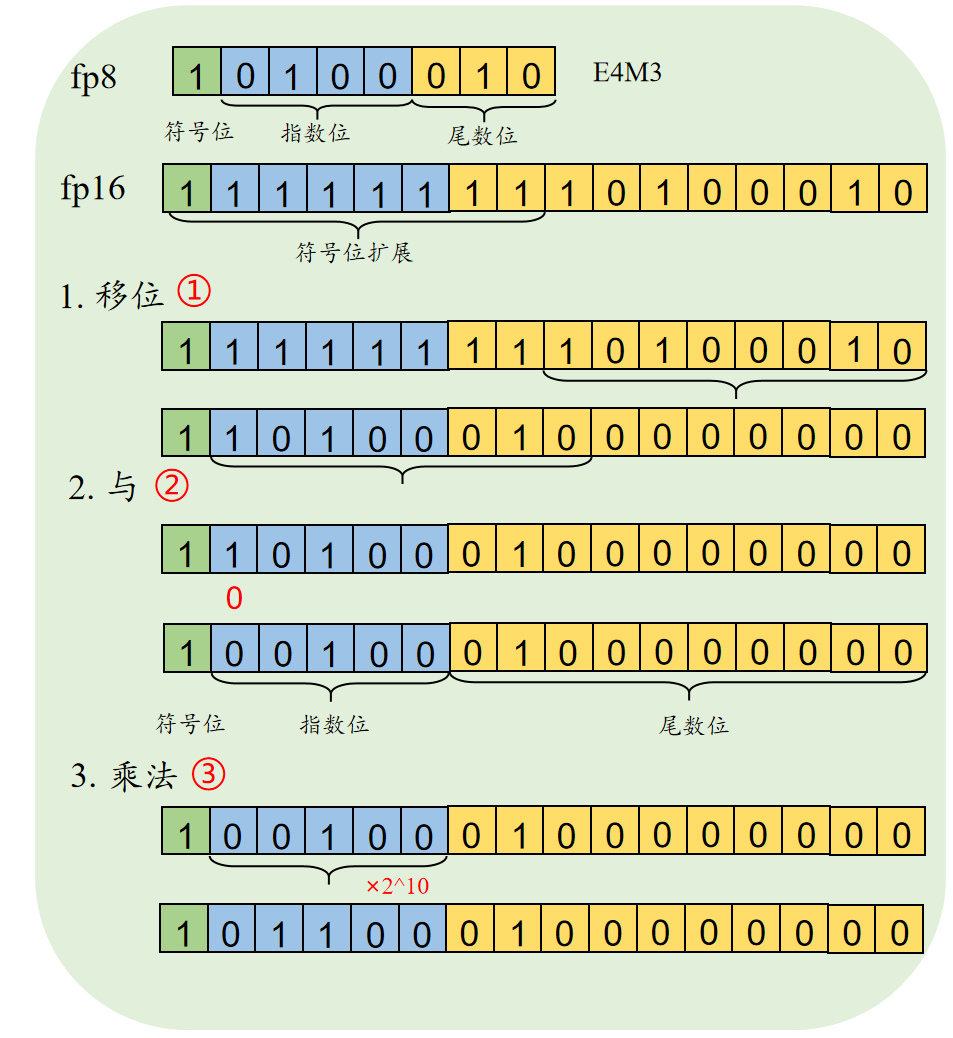 fp8 1 0 1 0 0 0 1 0 E4M3
符号位 指数位 尾数位
fp16 1 1 1 1 1 1 1 1 1 0 1 0 0 0 1 0
符号位扩展
1. 移位 ①
1 1 1 1 1 1 1 1 1 0 1 0 0 0 1 0
1 1 0 1 0 0 0 1 0 0 0 0 0 0 0 0
2. 与 ②
1 1 0 1 0 0 0 1 0 0 0 0 0 0 0 0
0
1 0 0 1 0 0 0 1 0 0 0 0 0 0 0 0
符号位 指数位 尾数位
3. 乘法 ③
1 0 0 1 0 0 0 1 0 0 0 0 0 0 0 0
×2^10
1 0 1 1 0 0 0 1 0 0 0 0 0 0 0 0